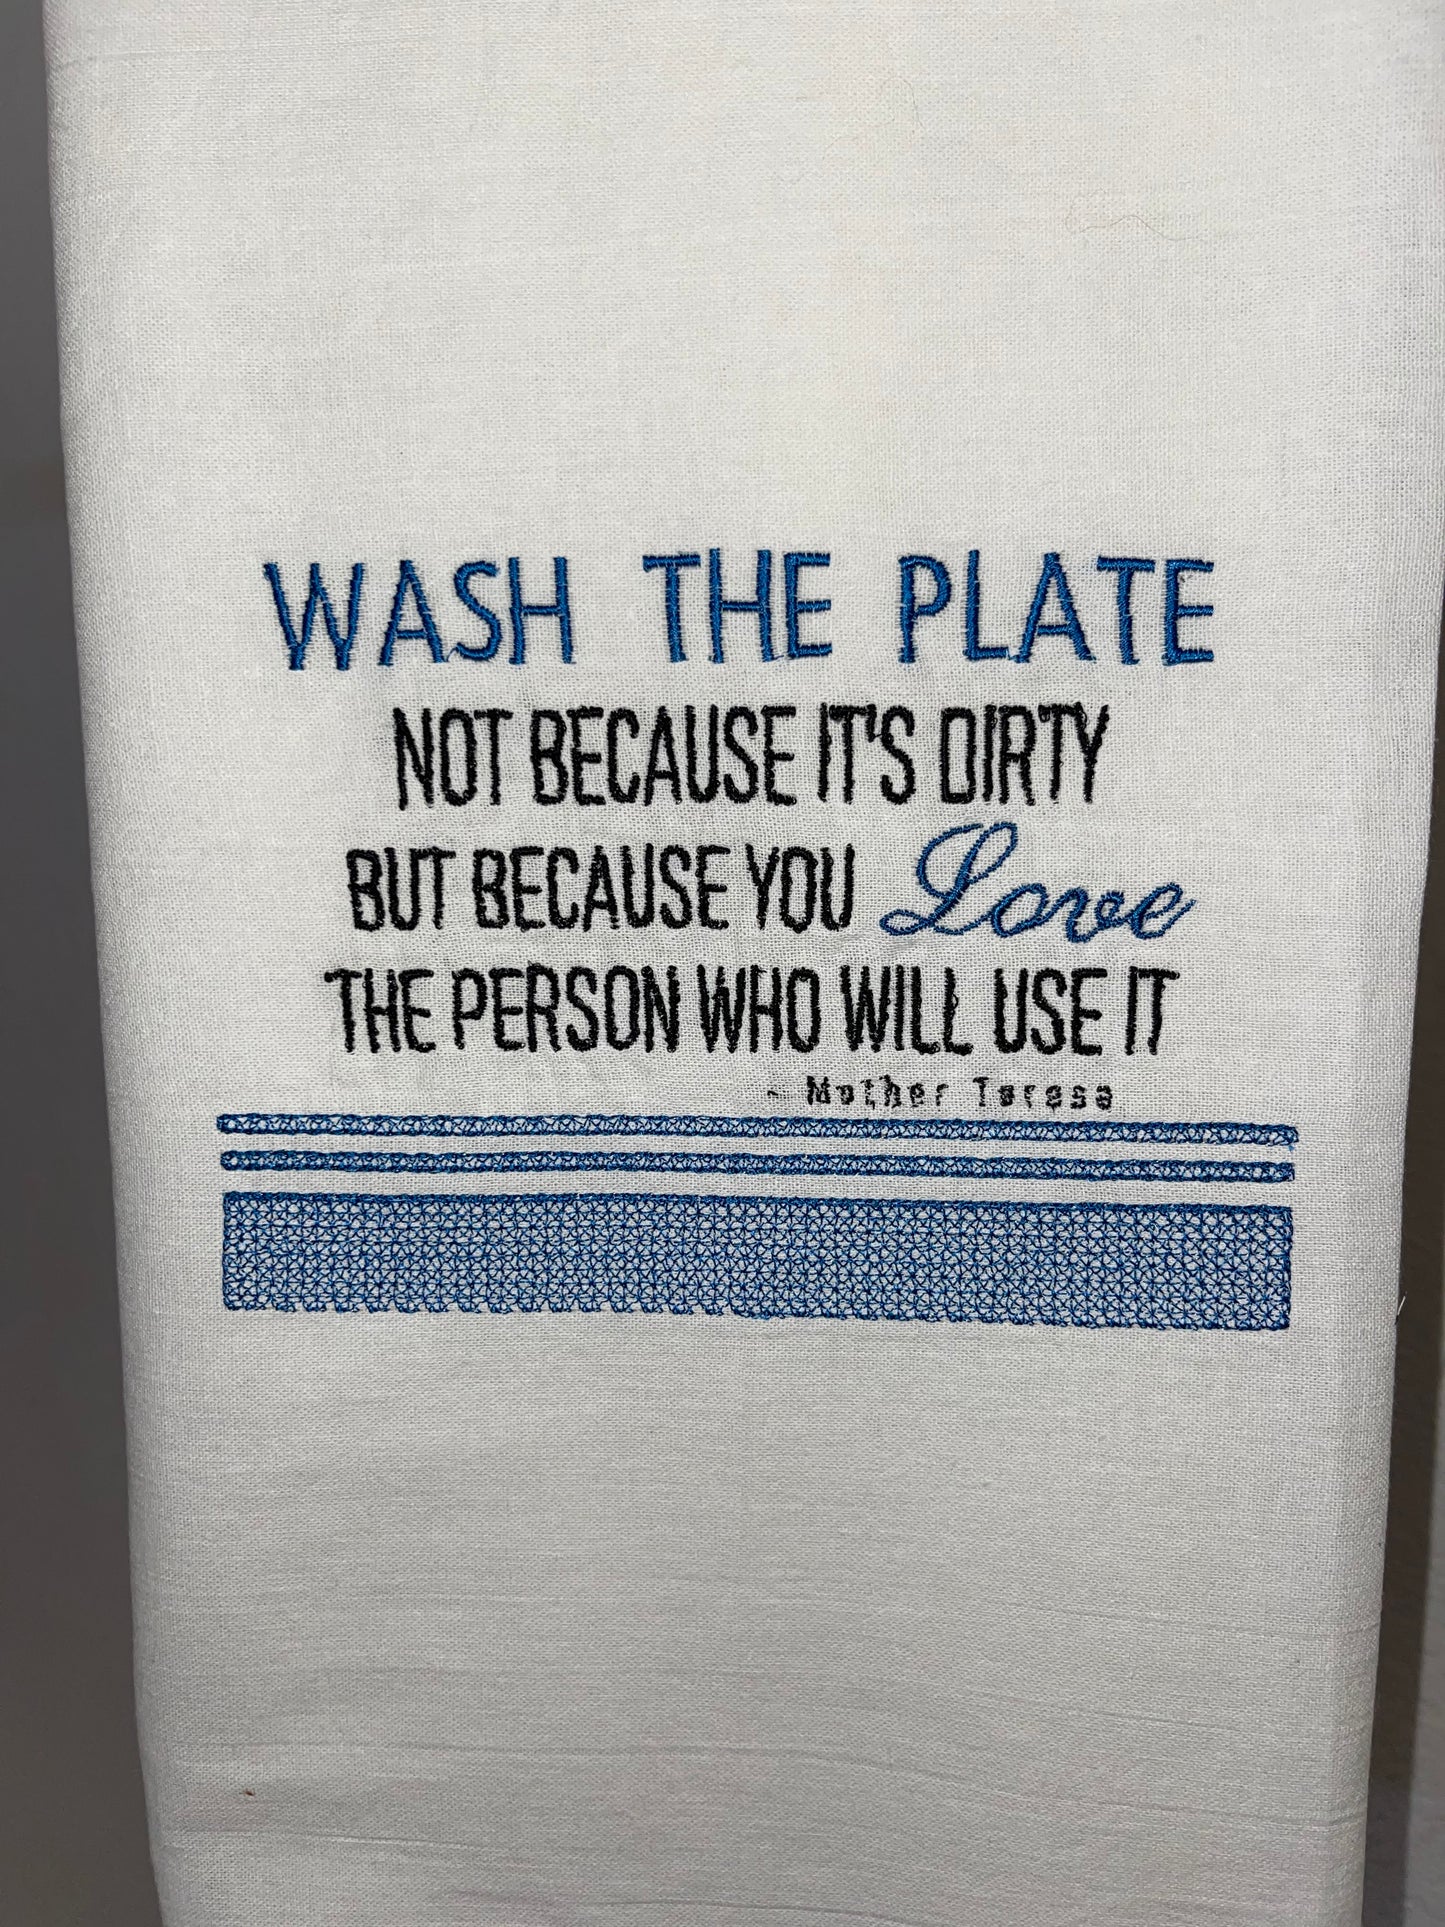 WASH THE PLATE
NOT BECAUSE IT'S DIRTY
BUT BECAUSE YOU Love
THE PERSON WHO WILL USE IT
- Mother Teresa